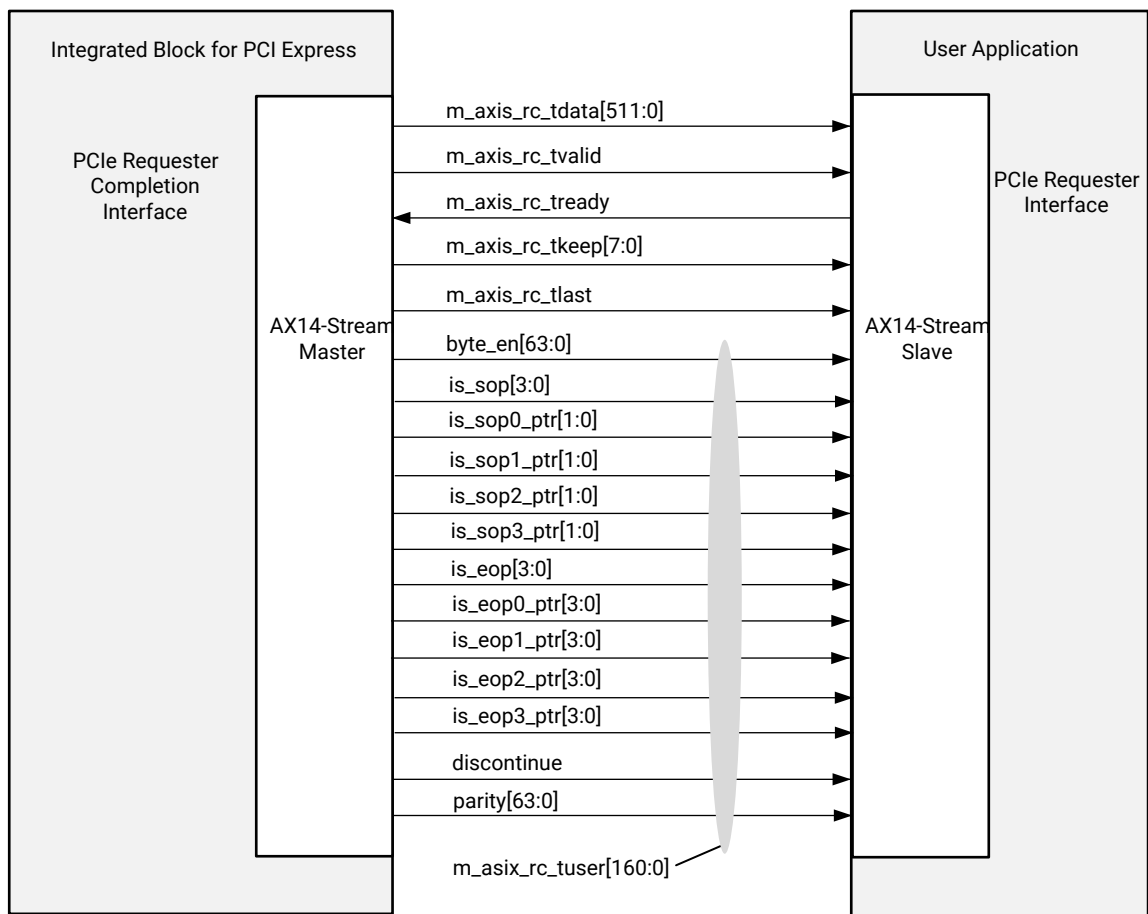 Integrated Block for PCI Express
User Application
m_axis_rc_tdata[511:0]
m_axis_rc_tvalid
PCIe Requester
Completion
Interface
PCIe Requester
Interface
m_axis_rc_tready
m_axis_rc_tkeep[7:0]
m_axis_rc_tlast
AX14-Stream
Master
AX14-Stream
Slave
byte_en[63:0]
is_sop[3:0]
is_sop0_ptr[1:0]
is_sop1_ptr[1:0]
is_sop2_ptr[1:0]
is_sop3_ptr[1:0]
is_eop[3:0]
is_eop0_ptr[3:0]
is_eop1_ptr[3:0]
is_eop2_ptr[3:0]
is_eop3_ptr[3:0]
discontinue
parity[63:0]
m_asix_rc_tuser[160:0]